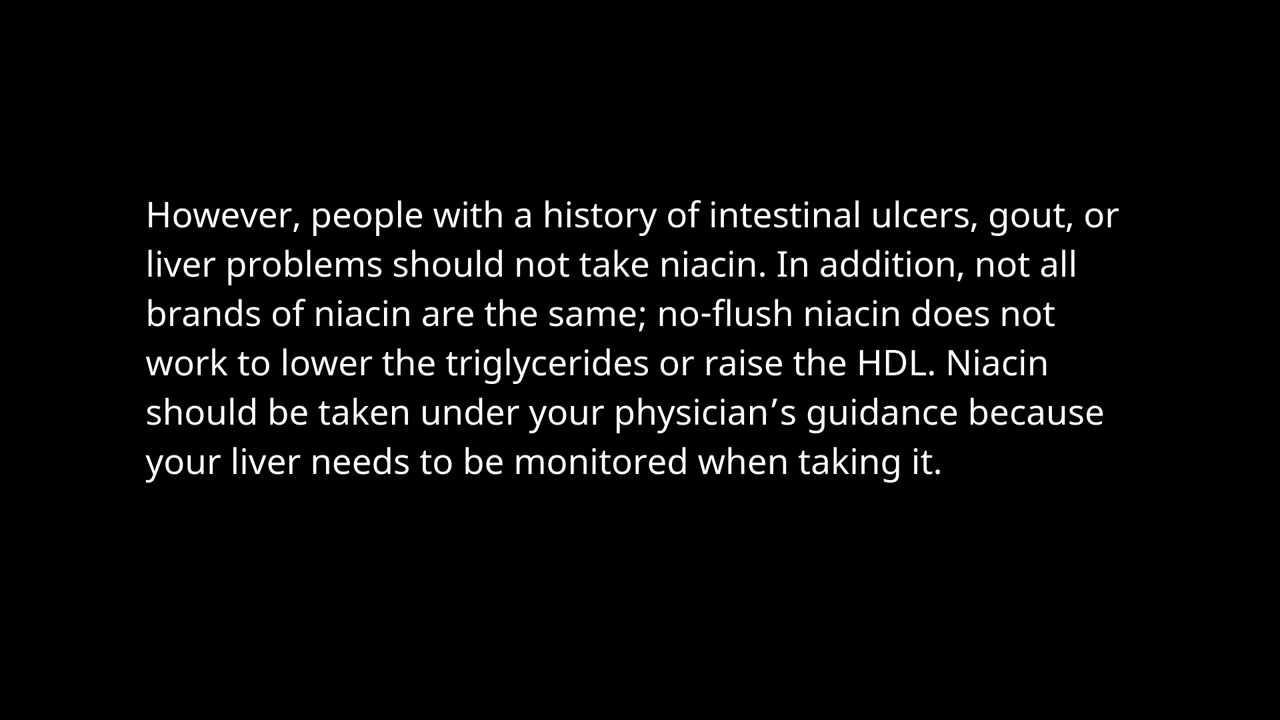 However, people with a history of intestinal ulcers, gout, or
liver problems should not take niacin. In addition, not all
brands of niacin are the same; no-flush niacin does not
work to lower the triglycerides or raise the HDL. Niacin
should be taken under your physician’s guidance because
your liver needs to be monitored when taking it.